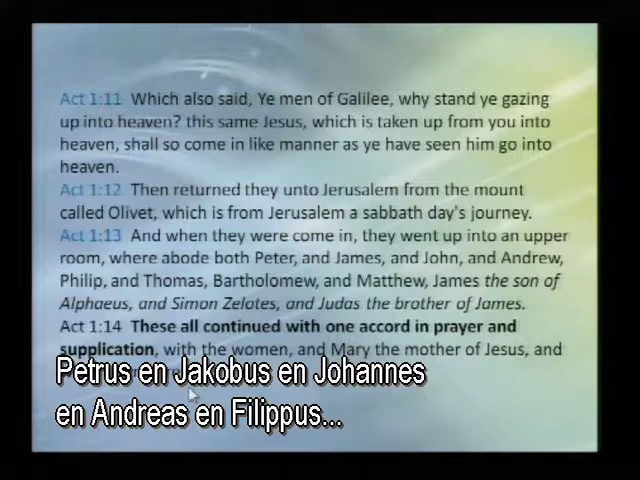 Act 1:11 Which also said, Ye men of Galilee, why stand ye gazing
up into heaven? this same Jesus, which is taken up from you into
heaven, shall so come in like manner as ye have seen him go into
heaven.
Act 1:12 Then returned they unto Jerusalem from the mount
called Olivet, which is from Jerusalem a sabbath day's journey.
Act 1:13 And when they were come in, they went up into an upper
room, where abode both Peter, and James, and John, and Andrew,
Philip, and Thomas, Bartholomew, and Matthew, James the son of
Alphaeus, and Simon Zelotes, and Judas the brother of James.
Act 1:14 These all continued with one accord in prayer and
supplication, with the women, and Mary the mother of Jesus, and
Petrus en Jakobus en Johannes
en Andreas en Filippus...